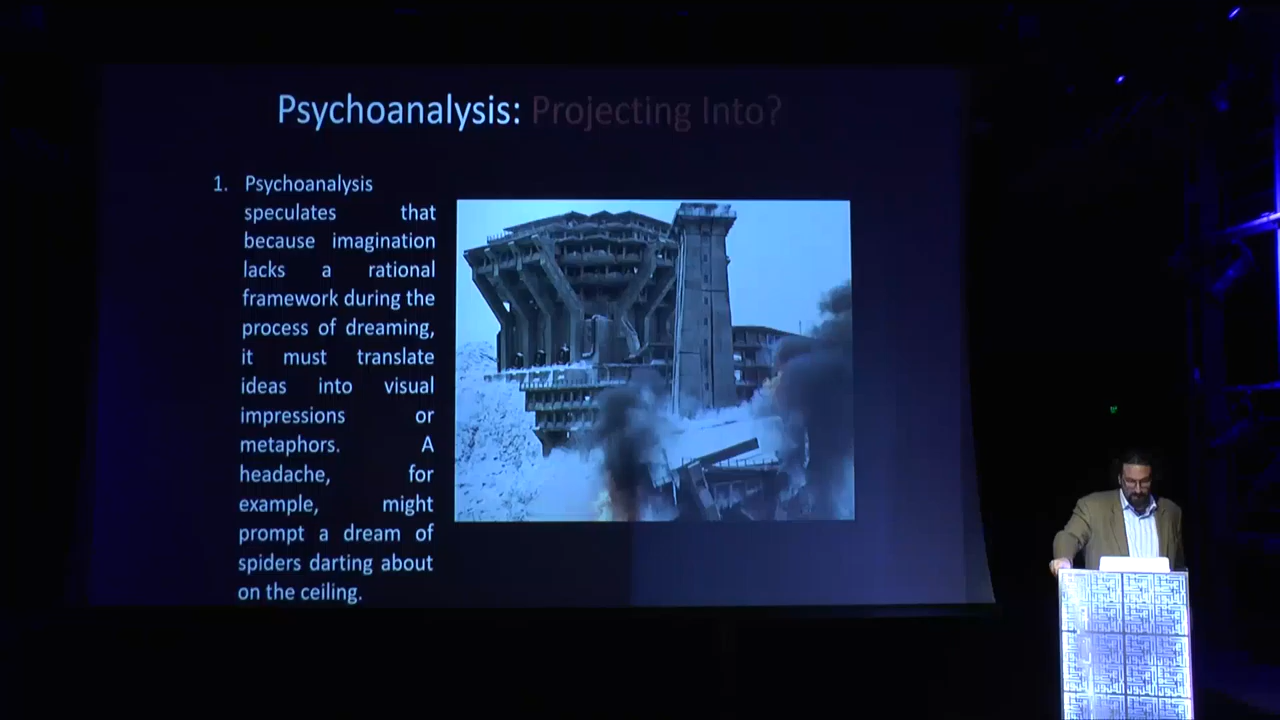 Psychoanalysis: Projecting Into?
1. Psychoanalysis
speculates that
because imagination
lacks a rational
framework during the
process of dreaming,
it must translate
ideas into visual
impressions or
metaphors. A
headache, for
example, might
prompt a dream of
spiders darting about
on the ceiling.